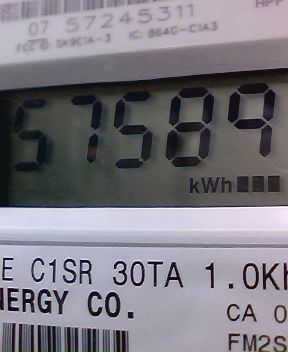 07 57245311
FCC ID: SK9C1A-3 IC: 864G-C1A3
57589
kWh
E C1SR 30TA 1.0Kh
NERGY CO.
CA 0
FM2S